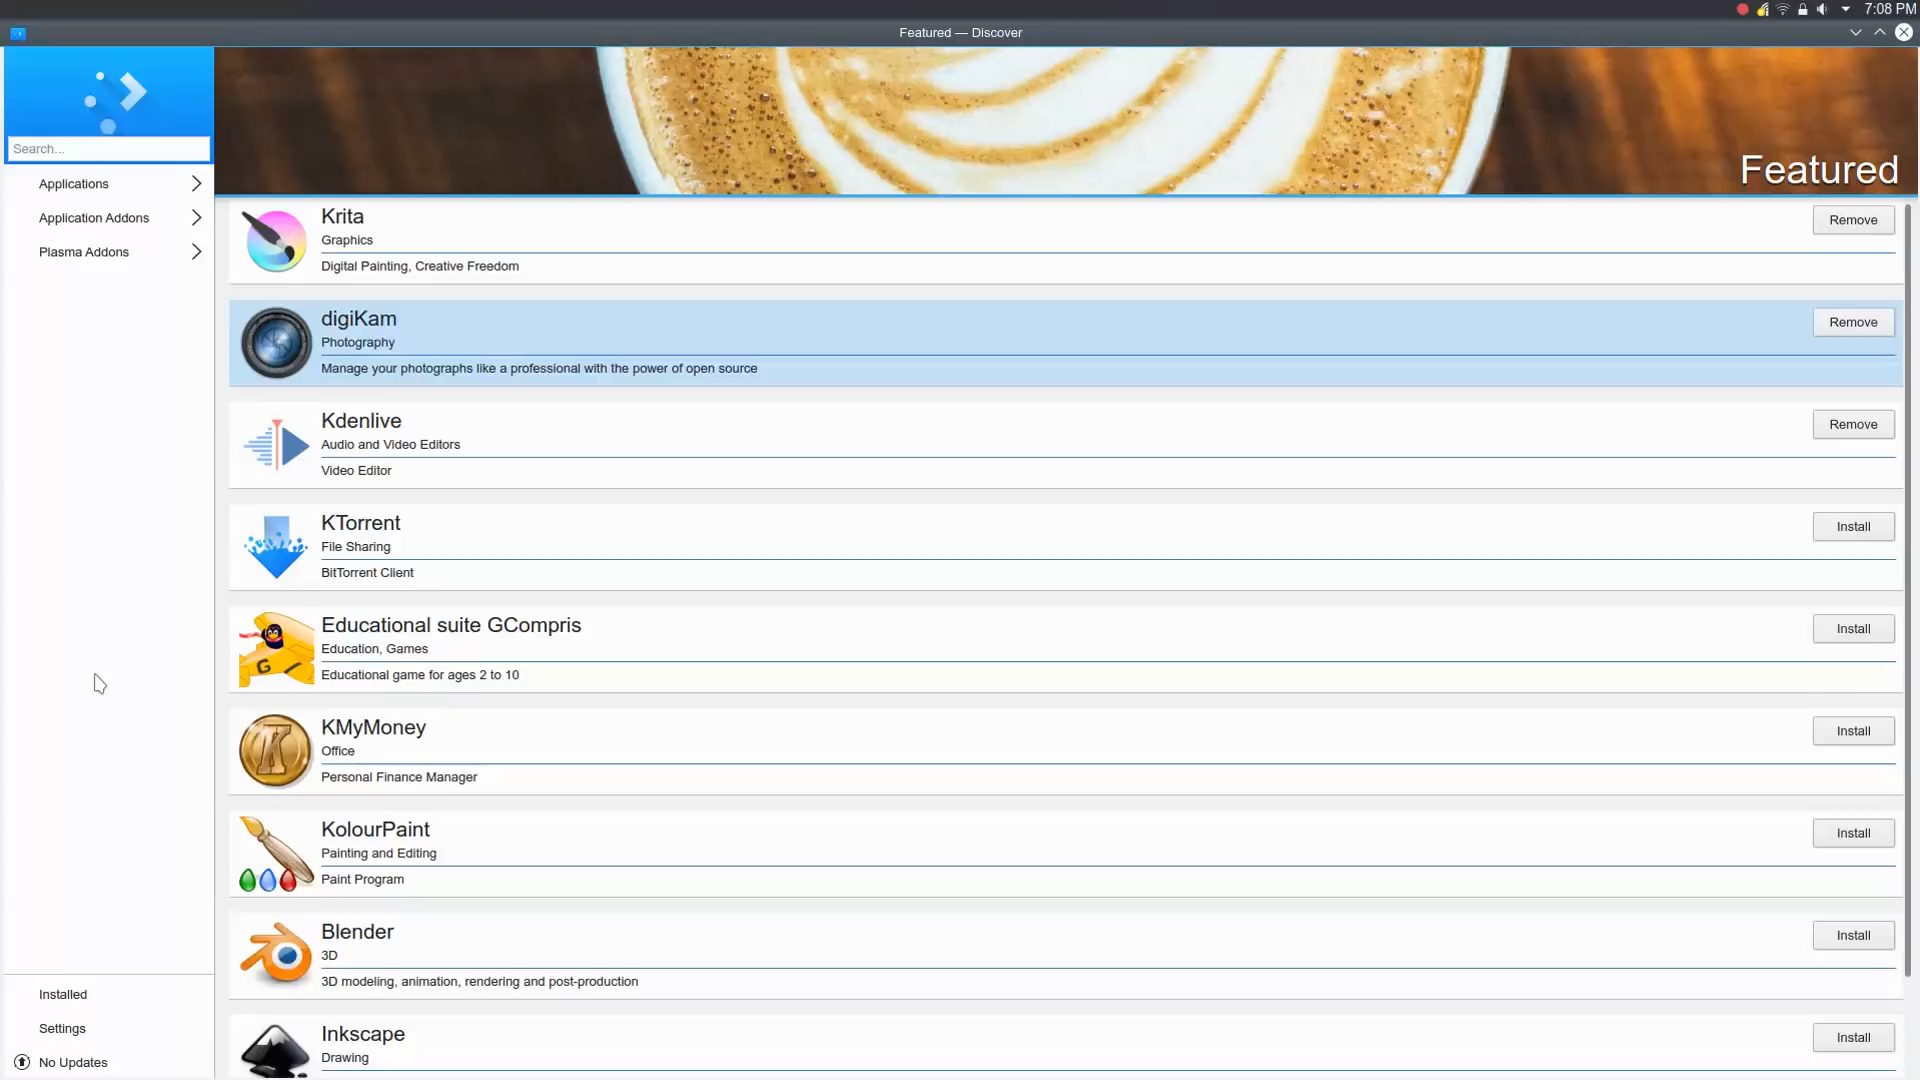 7:08 PM
Featured — Discover
Search...
Applications
Application Addons
Plasma Addons
Installed
Settings
No Updates
Featured
Krita
Graphics
Digital Painting, Creative Freedom
Remove
digiKam
Photography
Manage your photographs like a professional with the power of open source
Remove
Kdenlive
Audio and Video Editors
Video Editor
Remove
KTorrent
File Sharing
BitTorrent Client
Install
G
Educational suite GCompris
Education, Games
Educational game for ages 2 to 10
Install
K
KMyMoney
Office
Personal Finance Manager
Install
KolourPaint
Painting and Editing
Paint Program
Install
Blender
3D
3D modeling, animation, rendering and post-production
Install
Inkscape
Drawing
Install